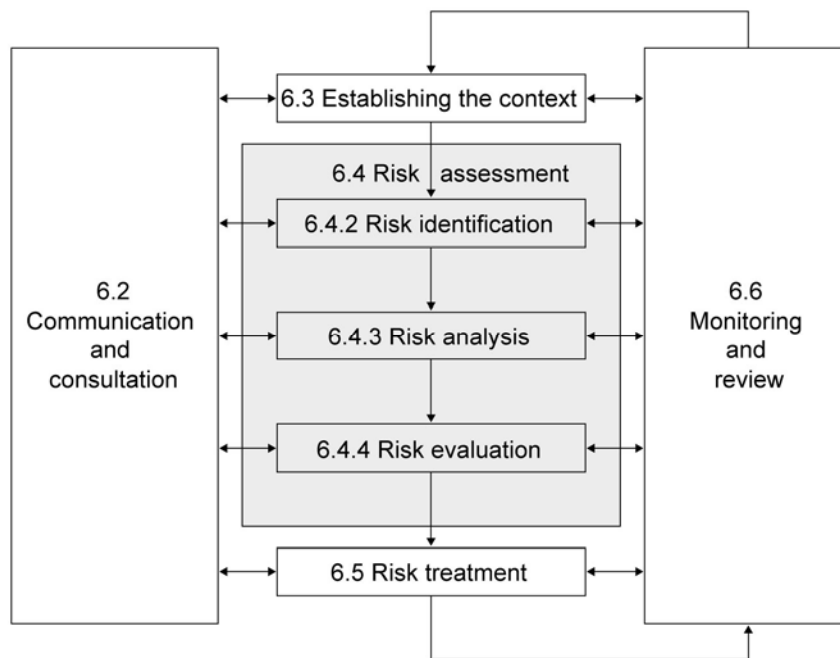 6.3 Establishing the context
6.4 Risk assessment
6.4.2 Risk identification
6.2
Communication
and
consultation
6.4.3 Risk analysis
6.6
Monitoring
and
review
6.4.4 Risk evaluation
6.5 Risk treatment